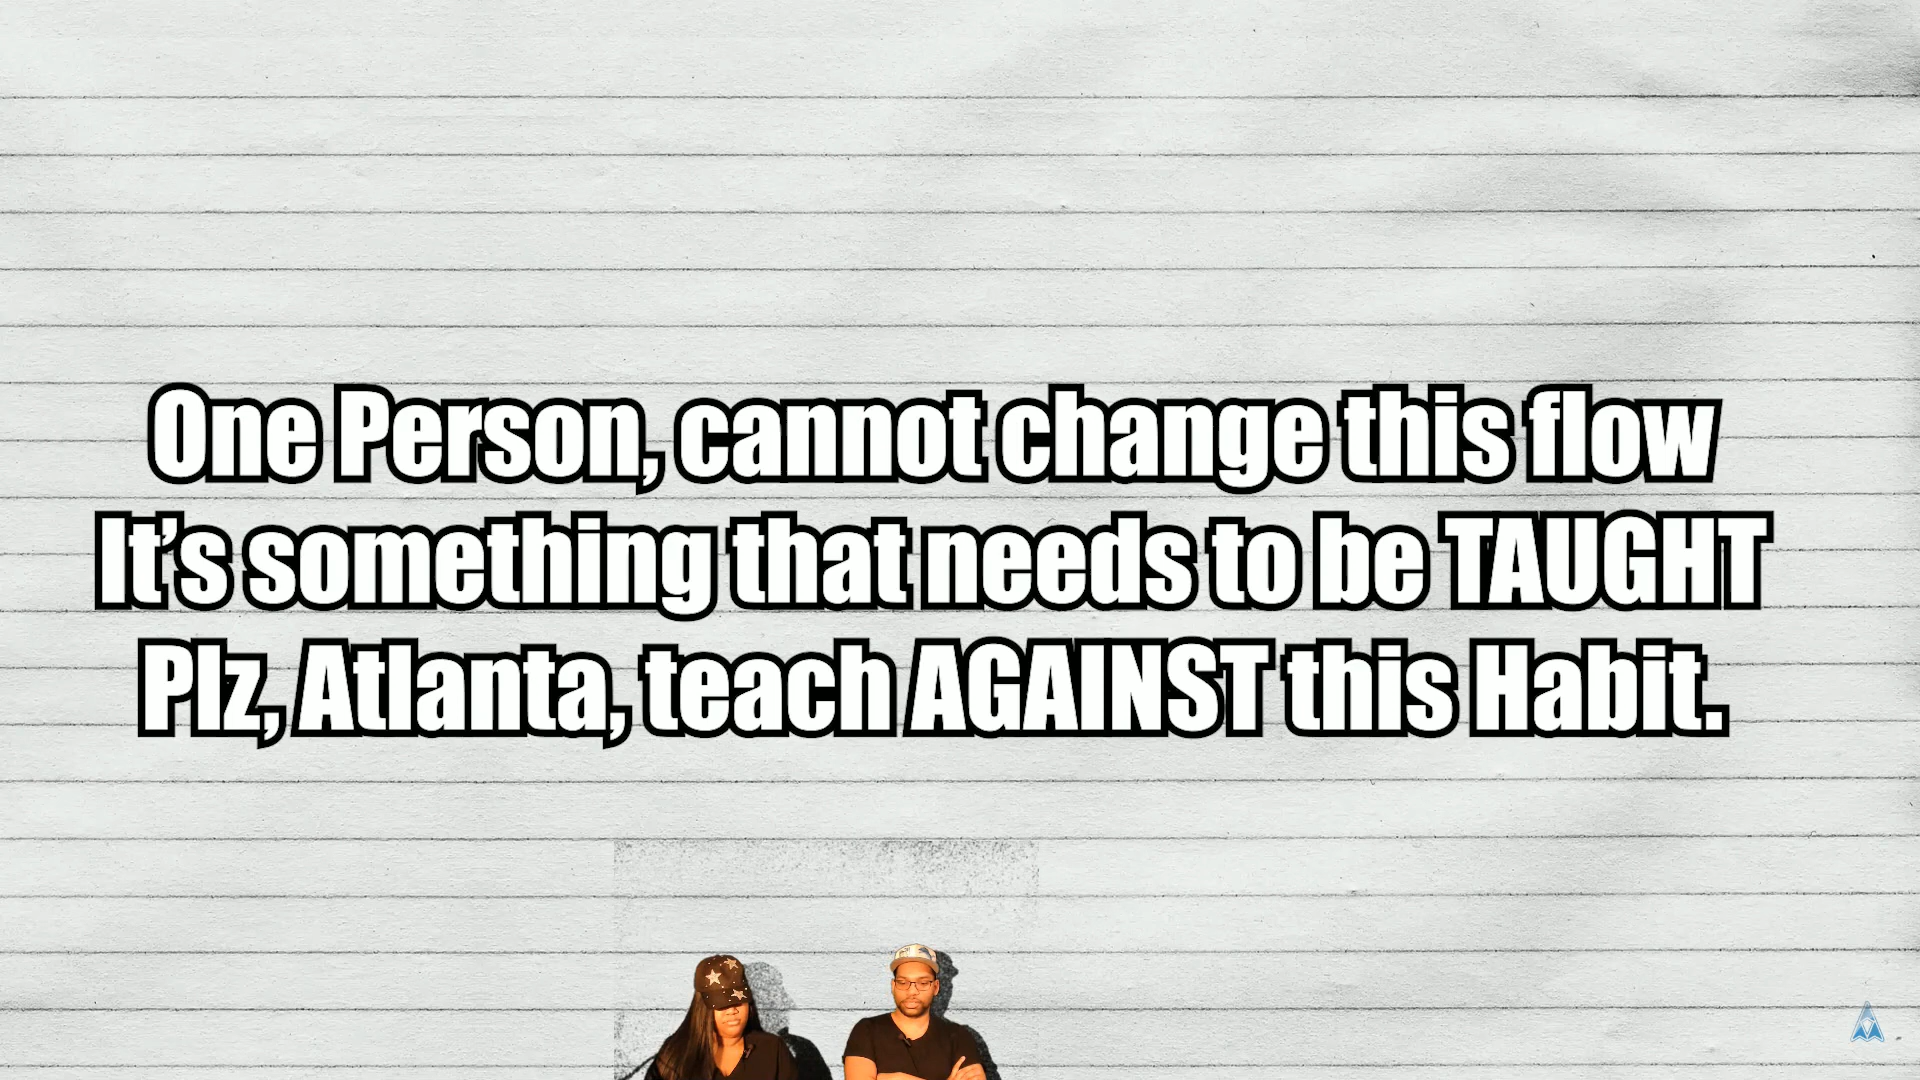 One Person, cannot change this flow
It's something that needs to be TAUGHT
Plz, Atlanta, teach AGAINST this Habit.